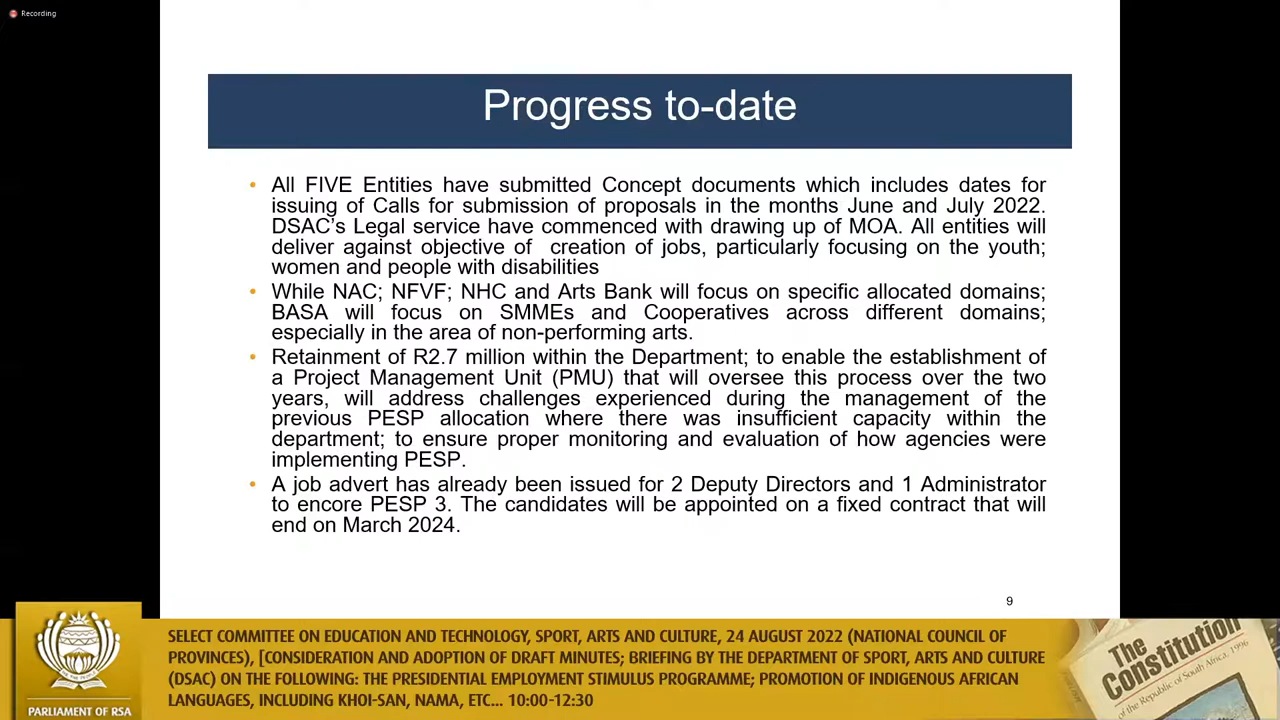 Recording
Progress to-date
• All FIVE Entities have submitted Concept documents which includes dates for
issuing of Calls for submission of proposals in the months June and July 2022.
DSAC's Legal service have commenced with drawing up of MOA. All entities will
deliver against objective of creation of jobs, particularly focusing on the youth;
women and people with disabilities
• While NAC; NFVF; NHC and Arts Bank will focus on specific allocated domains;
BASA will focus on SMMEs and Cooperatives across different domains;
especially in the area of non-performing arts.
• Retainment of R2.7 million within the Department; to enable the establishment of
a Project Management Unit (PMU) that will oversee this process over the two
years, will address challenges experienced during the management of the
previous PESP allocation where there was insufficient capacity within the
department; to ensure proper monitoring and evaluation of how agencies were
implementing PESP.
• A job advert has already been issued for 2 Deputy Directors and 1 Administrator
to encore PESP 3. The candidates will be appointed on a fixed contract that will
end on March 2024.
9
SELECT COMMITTEE ON EDUCATION AND TECHNOLOGY, SPORT, ARTS AND CULTURE, 24 AUGUST 2022 (NATIONAL COUNCIL OF
PROVINCES), [CONSIDERATION AND ADOPTION OF DRAFT MINUTES; BRIEFING BY THE DEPARTMENT OF SPORT, ARTS AND CULTURE
(DSAC) ON THE FOLLOWING: THE PRESIDENTIAL EMPLOYMENT STIMULUS PROGRAMME; PROMOTION OF INDIGENOUS AFRICAN
LANGUAGES, INCLUDING KHOI-SAN, NAMA, ETC... 10:00-12:30
PARLIAMENT OF RSA
The
Constitution
of the Republic of South Africa, 1996